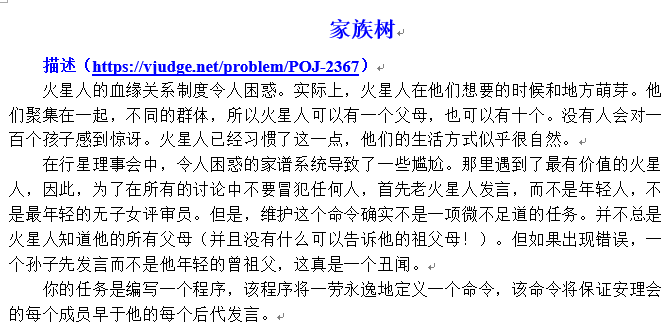 家族树
描述（https://vjudge.net/problem/POJ-2367）
火星人的血缘关系制度令人困惑。实际上，火星人在他们想要的时候和地方萌芽。他
们聚集在一起，不同的群体，所以火星人可以有一个父母，也可以有十个。没有人会对一
百个孩子感到惊讶。火星人已经习惯了这一点，他们的生活方式似乎很自然。
在行星理事会中，令人困惑的家谱系统导致了一些尴尬。那里遇到了最有价值的火星
人，因此，为了在所有的讨论中不要冒犯任何人，首先老火星人发言，而不是年轻人，不
是最年轻的无子女评审员。但是，维护这个命令确实不是一项微不足道的任务。并不总是
火星人知道他的所有父母（并且没有什么可以告诉他的祖父母！）。但如果出现错误，一
个孙子先发言而不是他年轻的曾祖父，这真是一个丑闻。
你的任务是编写一个程序，该程序将一劳永逸地定义一个命令，该命令将保证安理会
的每个成员早于他的每个后代发言。